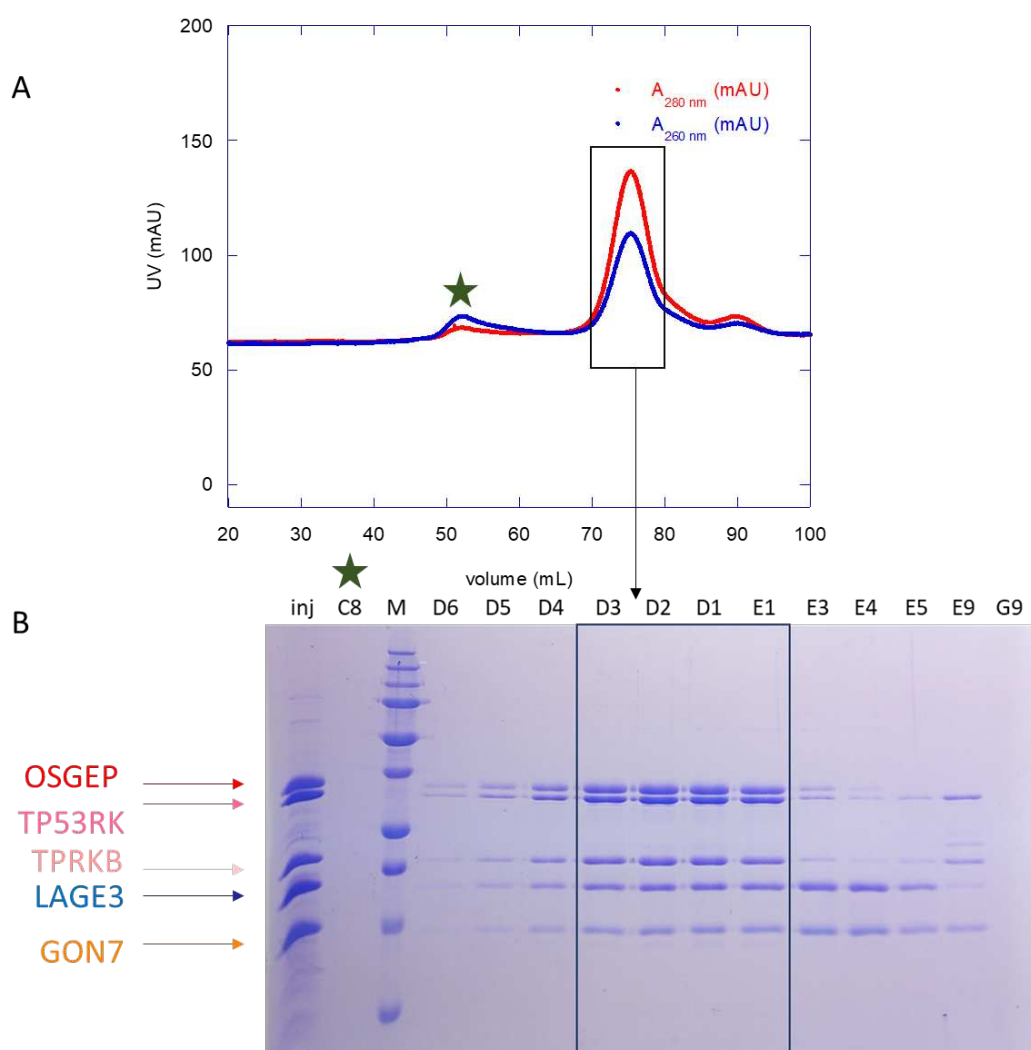 A
200
150
100
50
0
UV (mAU)
A280 nm (mAU)
A260 nm (mAU)
20 30 40 50 60 70 80 90 100
volume (mL)
B
inj C8 M D6 D5 D4 D3 D2 D1 E1 E3 E4 E5 E9 G9
OSGEP
TP53RK
TPRKB
LAGE3
GON7